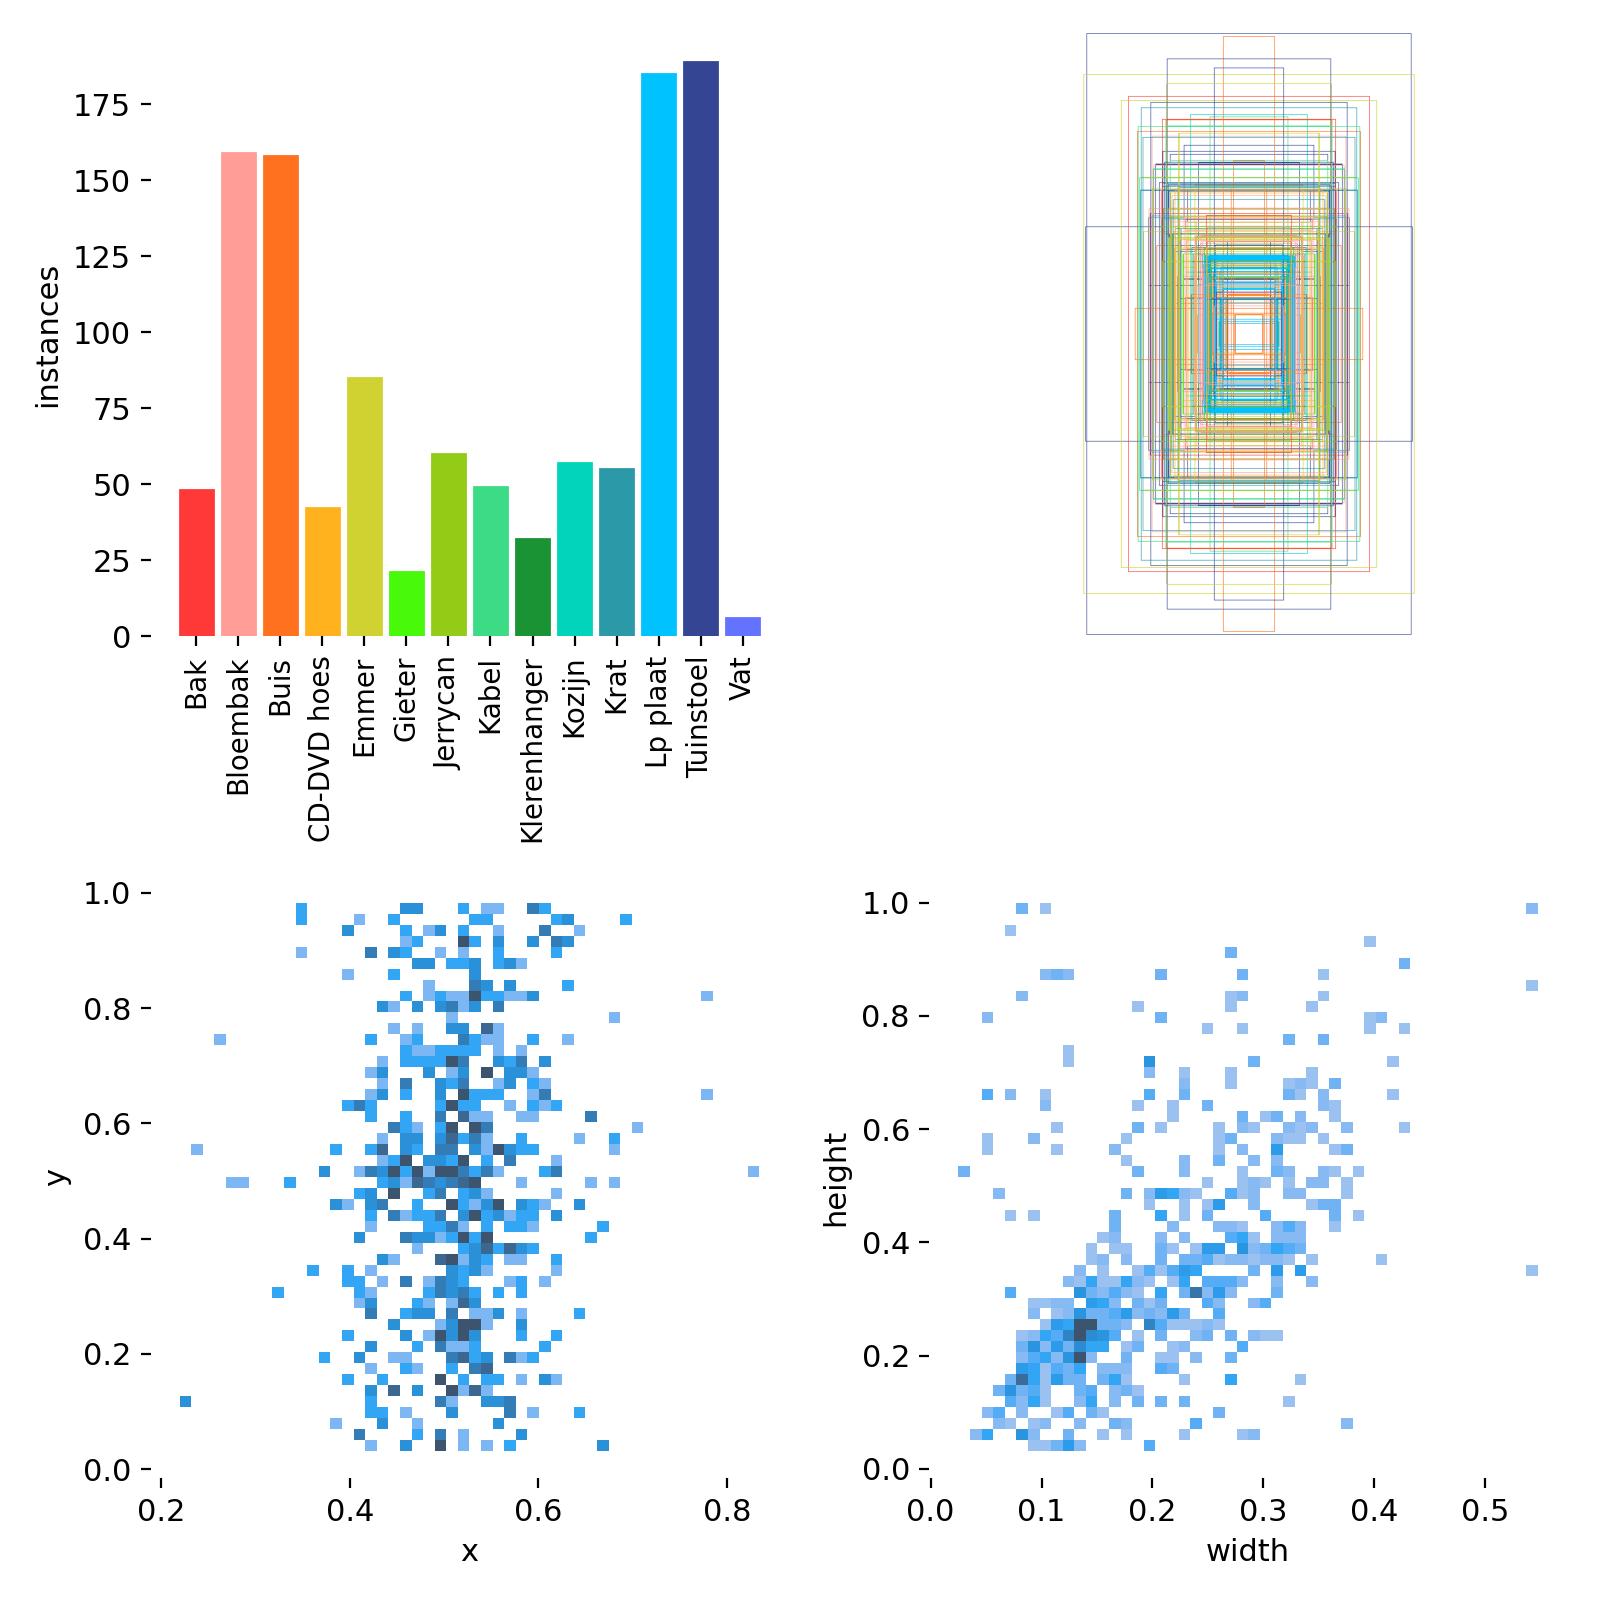 instances
175
150
125
100
75
50
25
0
Bak
Bloembak
Buis
CD-DVD hoes
Emmer
Gieter
Jerrycan
Kabel
Klerenhanger
Kozijn
Krat
Lp plaat
Tuinstoel
Vat
y
1.0
0.8
0.6
0.4
0.2
0.0
0.2 0.4 0.6 0.8
x
height
1.0
0.8
0.6
0.4
0.2
0.0
0.0 0.1 0.2 0.3 0.4 0.5
width